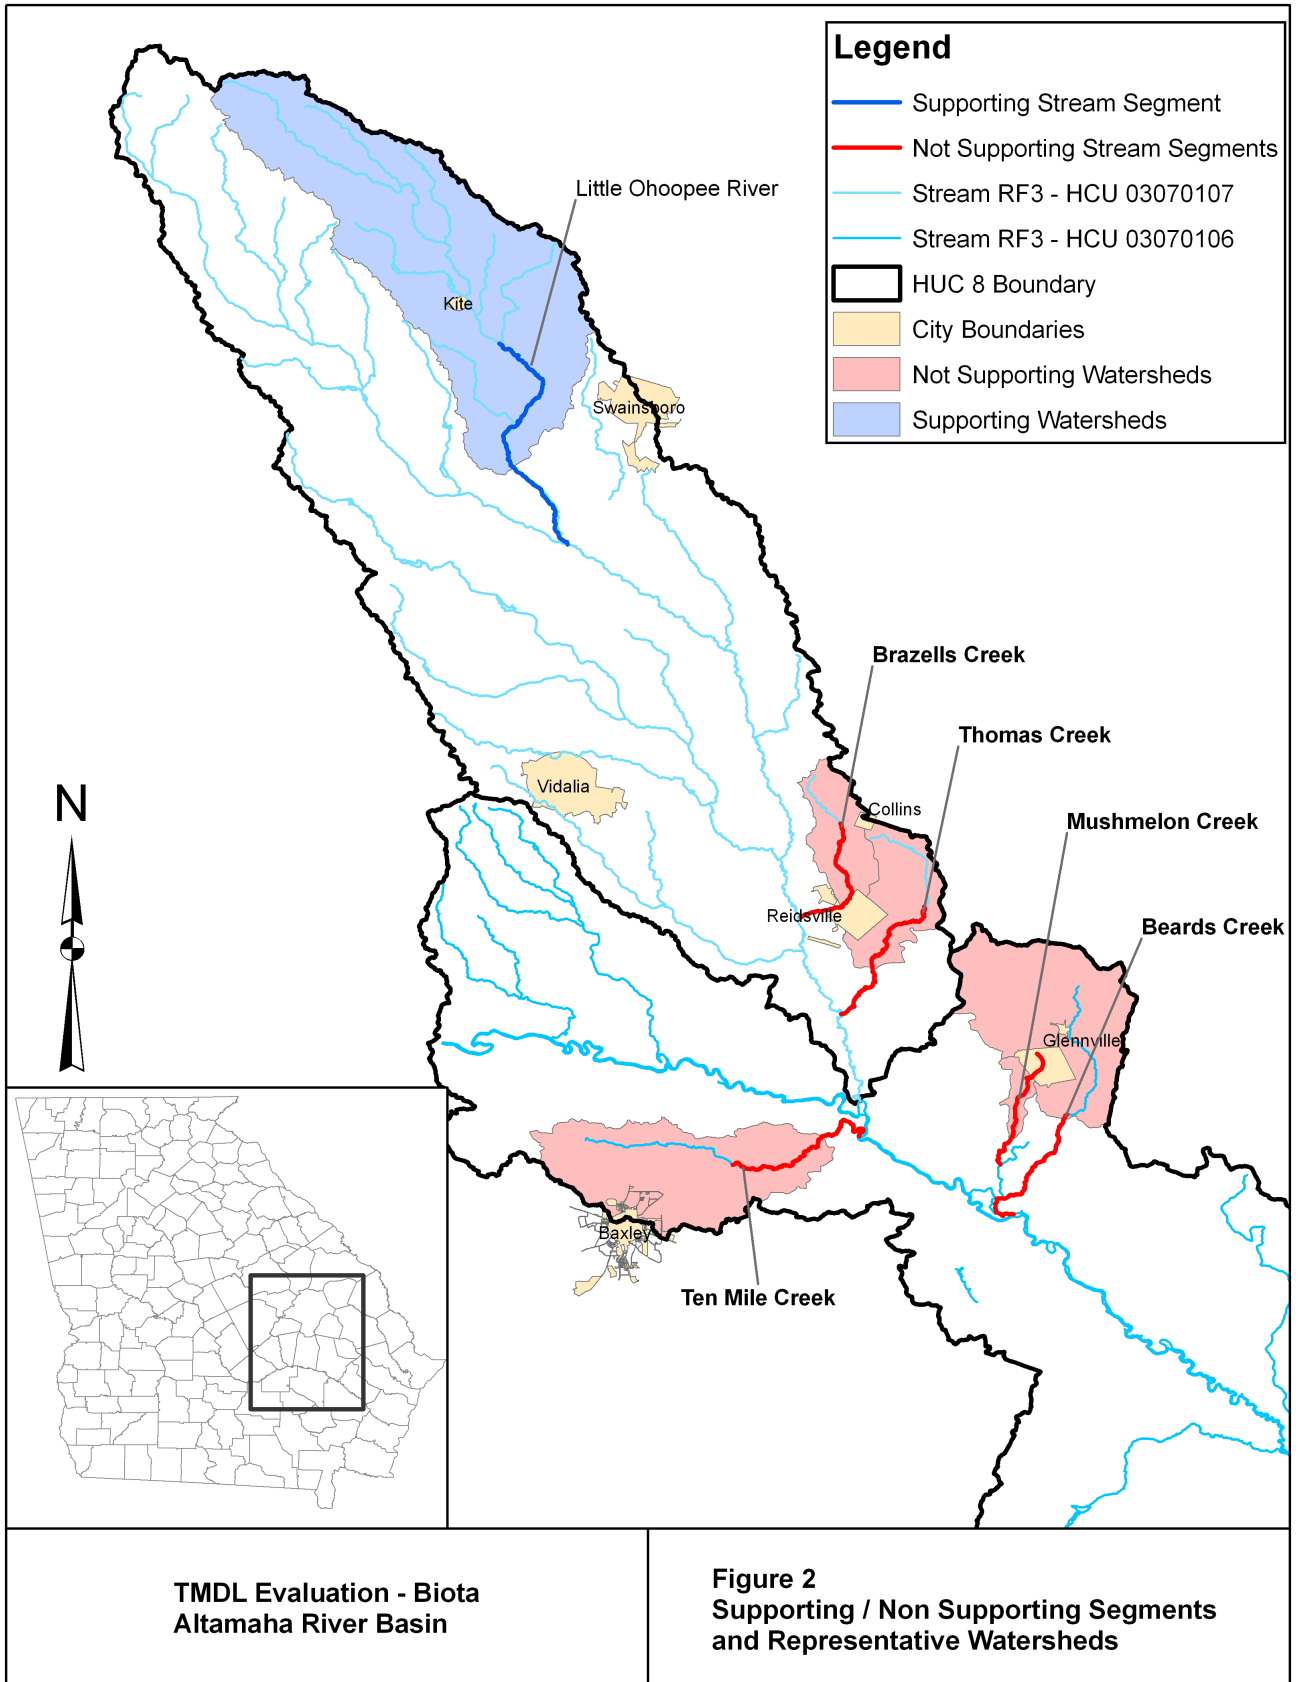 Legend
Supporting Stream Segment
Not Supporting Stream Segments
Stream RF3 - HCU 03070107
Stream RF3 - HCU 03070106
HUC 8 Boundary
City Boundaries
Not Supporting Watersheds
Supporting Watersheds
Little Ohoopee River
Kite
Swainsboro
Brazells Creek
Thomas Creek
Vidalia
Collins
Mushmelon Creek
Reidsville
Beards Creek
Glennville
Baxley
Ten Mile Creek
N
TMDL Evaluation - Biota
Altamaha River Basin
Figure 2
Supporting / Non Supporting Segments
and Representative Watersheds